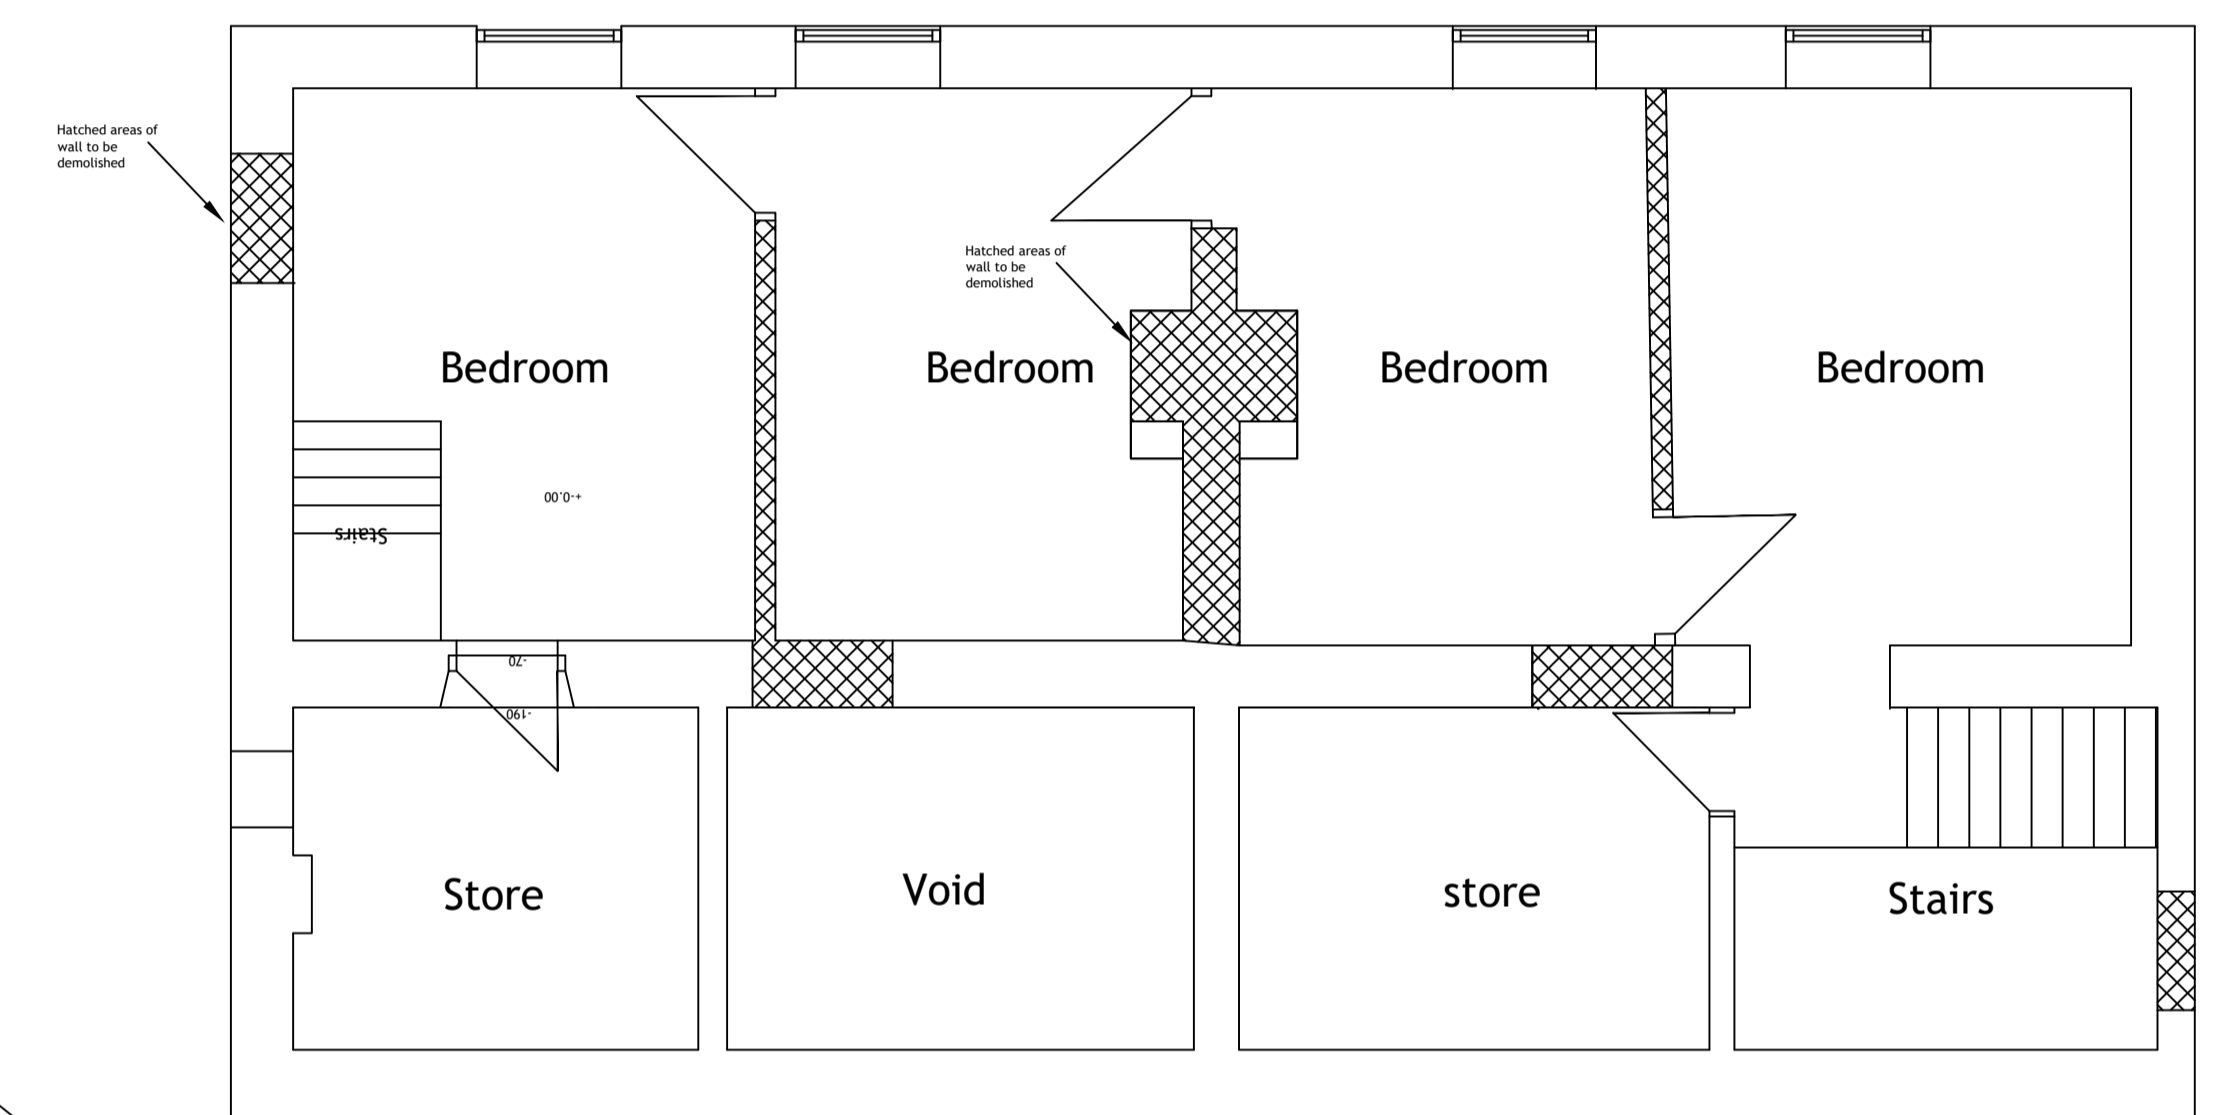 Hatched areas of
wall to be
demolished
Hatched areas of
wall to be
demolished
Bedroom
Bedroom
Bedroom
Bedroom
+-0.00
Stairs
-70
-190
Store
Void
store
Stairs